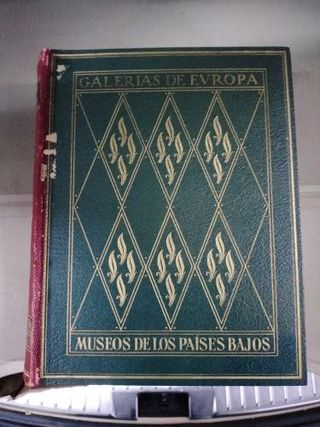 GALERIAS DE EVROPA
MUSEOS DE LOS PAÍSES BAJOS